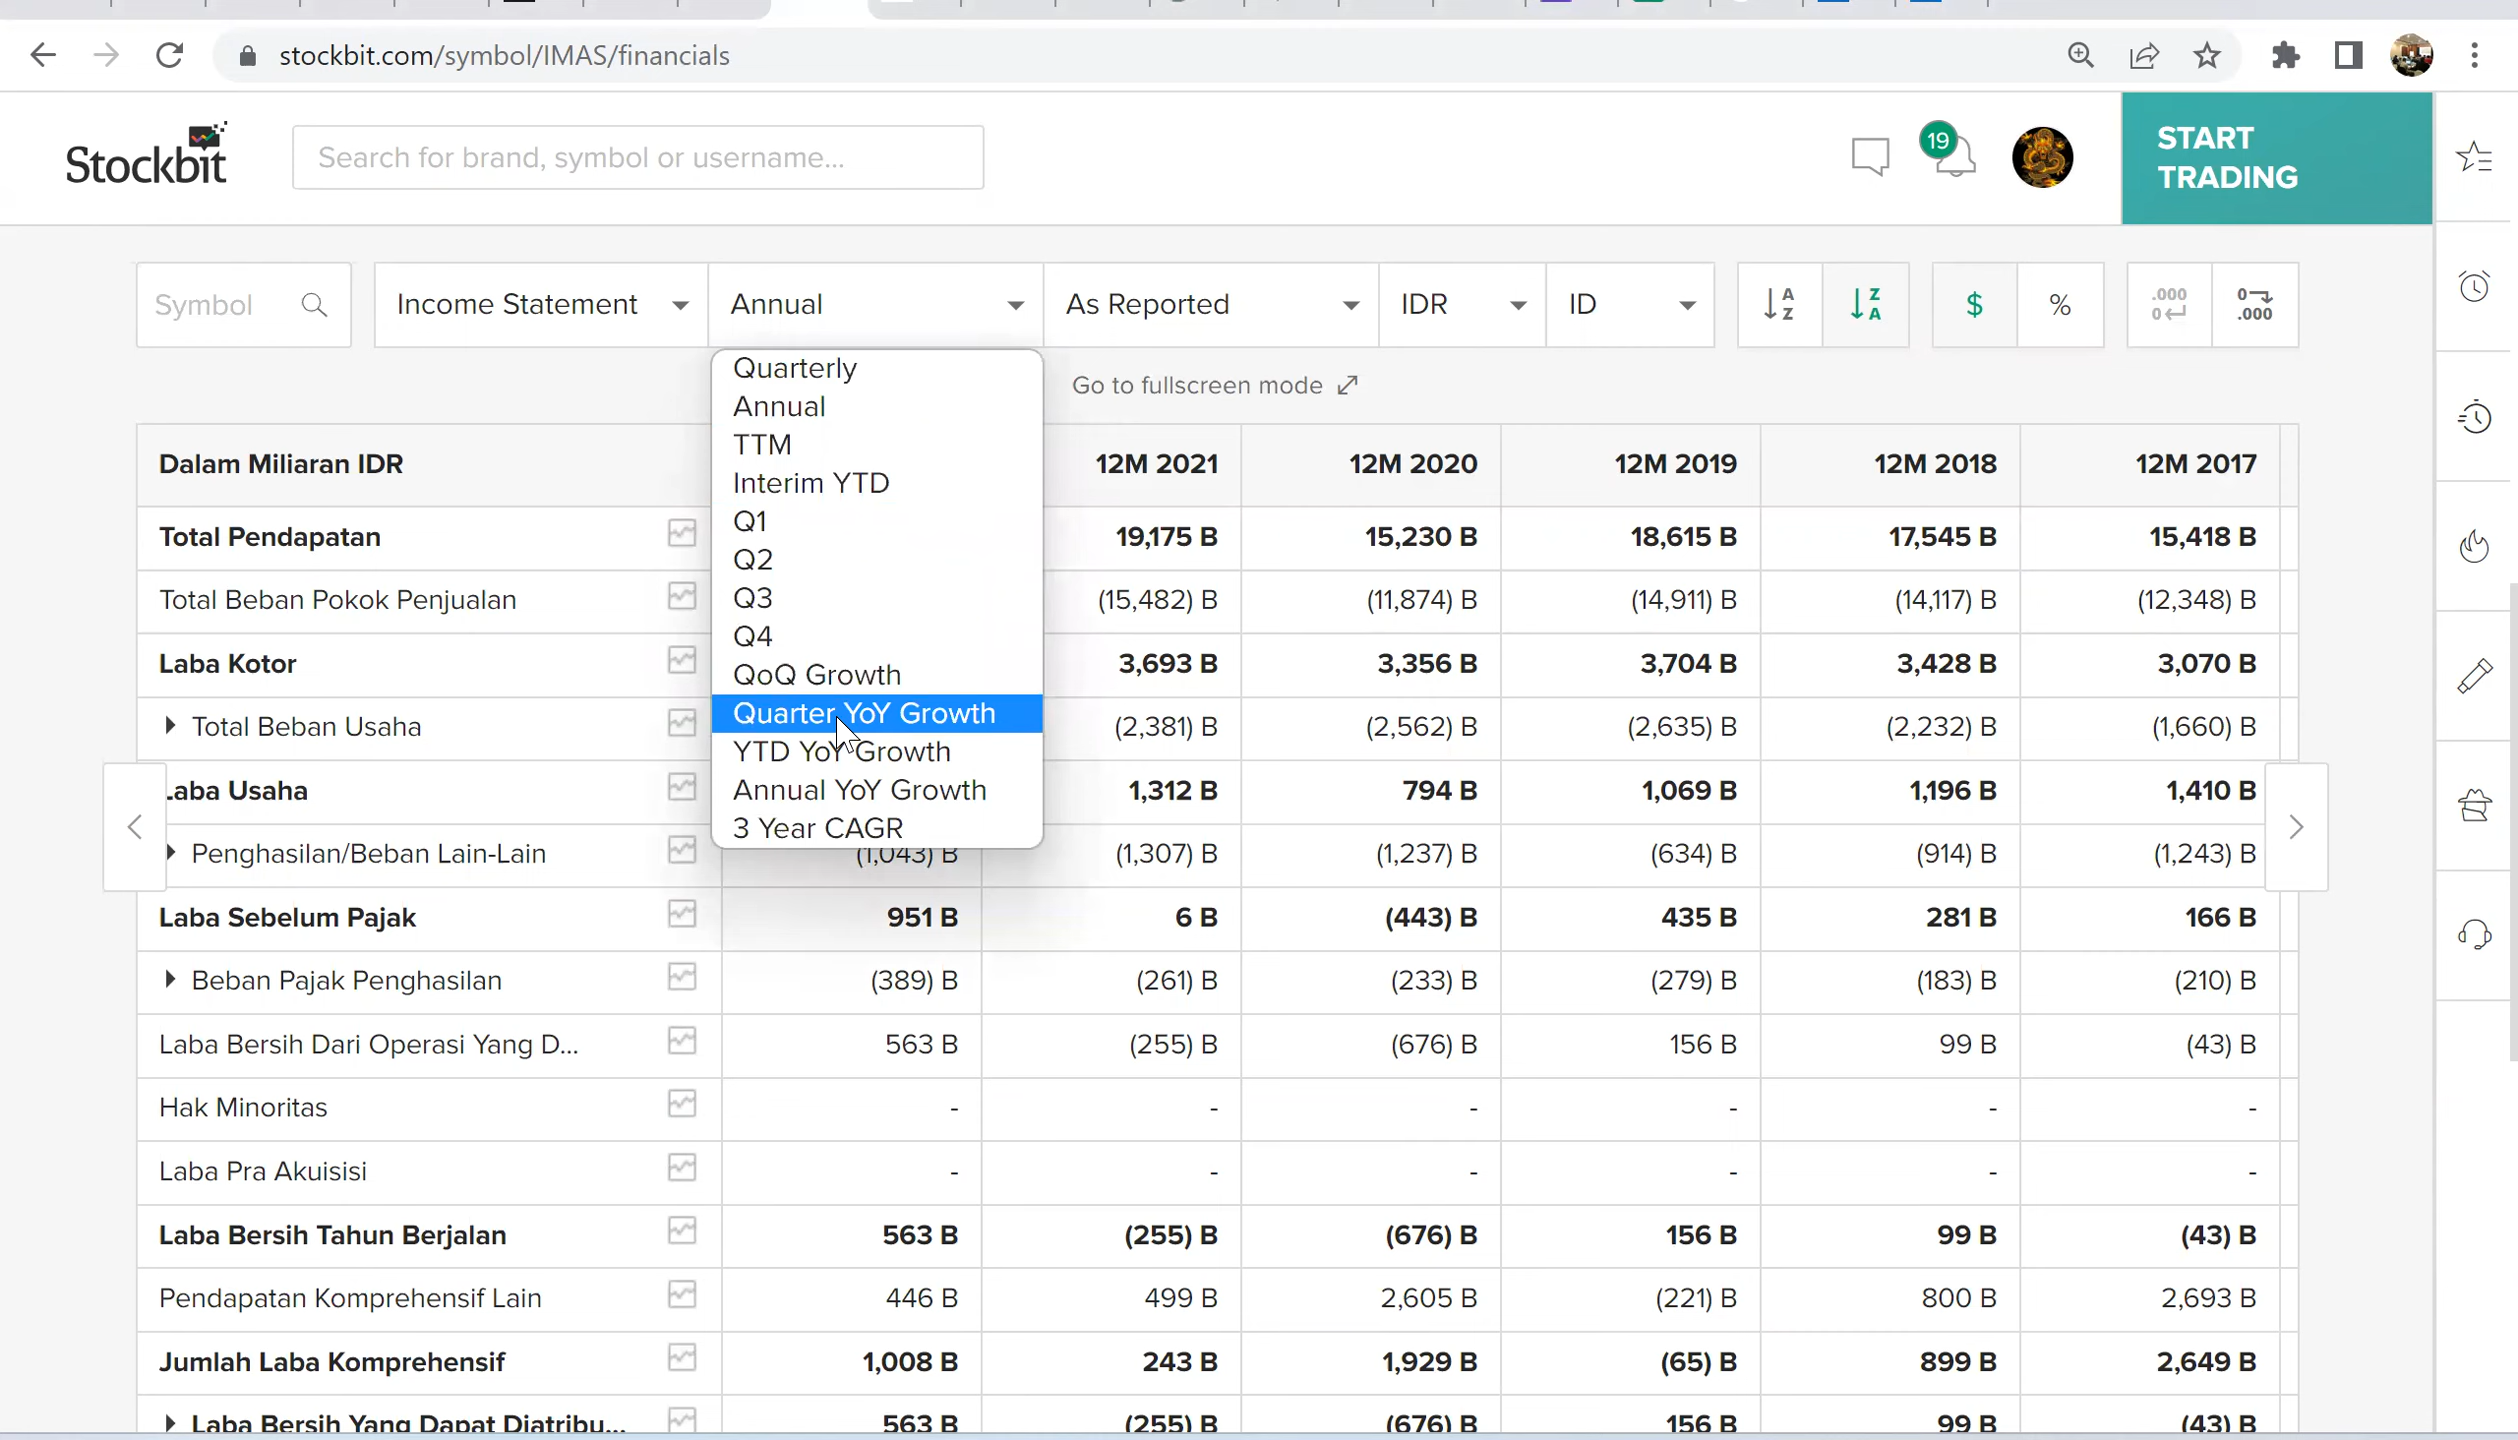 stockbit.com/symbol/IMAS/financials
Stockbit
Search for brand, symbol or username...
19
START
TRADING
Symbol
Income Statement
Annual
As Reported
IDR
ID
A
Z
Z
A
$
%
.000
0
0
.000
Quarterly
Annual
TTM
Interim YTD
Q1
Q2
Q3
Q4
QoQ Growth
Quarter YoY Growth
YTD YoY Growth
Annual YoY Growth
3 Year CAGR
Go to fullscreen mode
Dalam Miliaran IDR 12M 2021 12M 2020 12M 2019 12M 2018 12M 2017
Total Pendapatan 19,175 B 15,230 B 18,615 B 17,545 B 15,418 B
Total Beban Pokok Penjualan (15,482) B (11,874) B (14,911) B (14,117) B (12,348) B
Laba Kotor 3,693 B 3,356 B 3,704 B 3,428 B 3,070 B
Total Beban Usaha (2,381) B (2,562) B (2,635) B (2,232) B (1,660) B
Laba Usaha 1,312 B 794 B 1,069 B 1,196 B 1,410 B
Penghasilan/Beban Lain-Lain (1,043) B (1,307) B (1,237) B (634) B (914) B (1,243) B
Laba Sebelum Pajak 951 B 6 B (443) B 435 B 281 B 166 B
Beban Pajak Penghasilan (389) B (261) B (233) B (279) B (183) B (210) B
Laba Bersih Dari Operasi Yang D... 563 B (255) B (676) B 156 B 99 B (43) B
Hak Minoritas - - - - - -
Laba Pra Akuisisi - - - - - -
Laba Bersih Tahun Berjalan 563 B (255) B (676) B 156 B 99 B (43) B
Pendapatan Komprehensif Lain 446 B 499 B 2,605 B (221) B 800 B 2,693 B
Jumlah Laba Komprehensif 1,008 B 243 B 1,929 B (65) B 899 B 2,649 B
Laba Bersih Yang Dapat Diatribu... 563 B (255) B (676) B 156 B 99 B (43) B